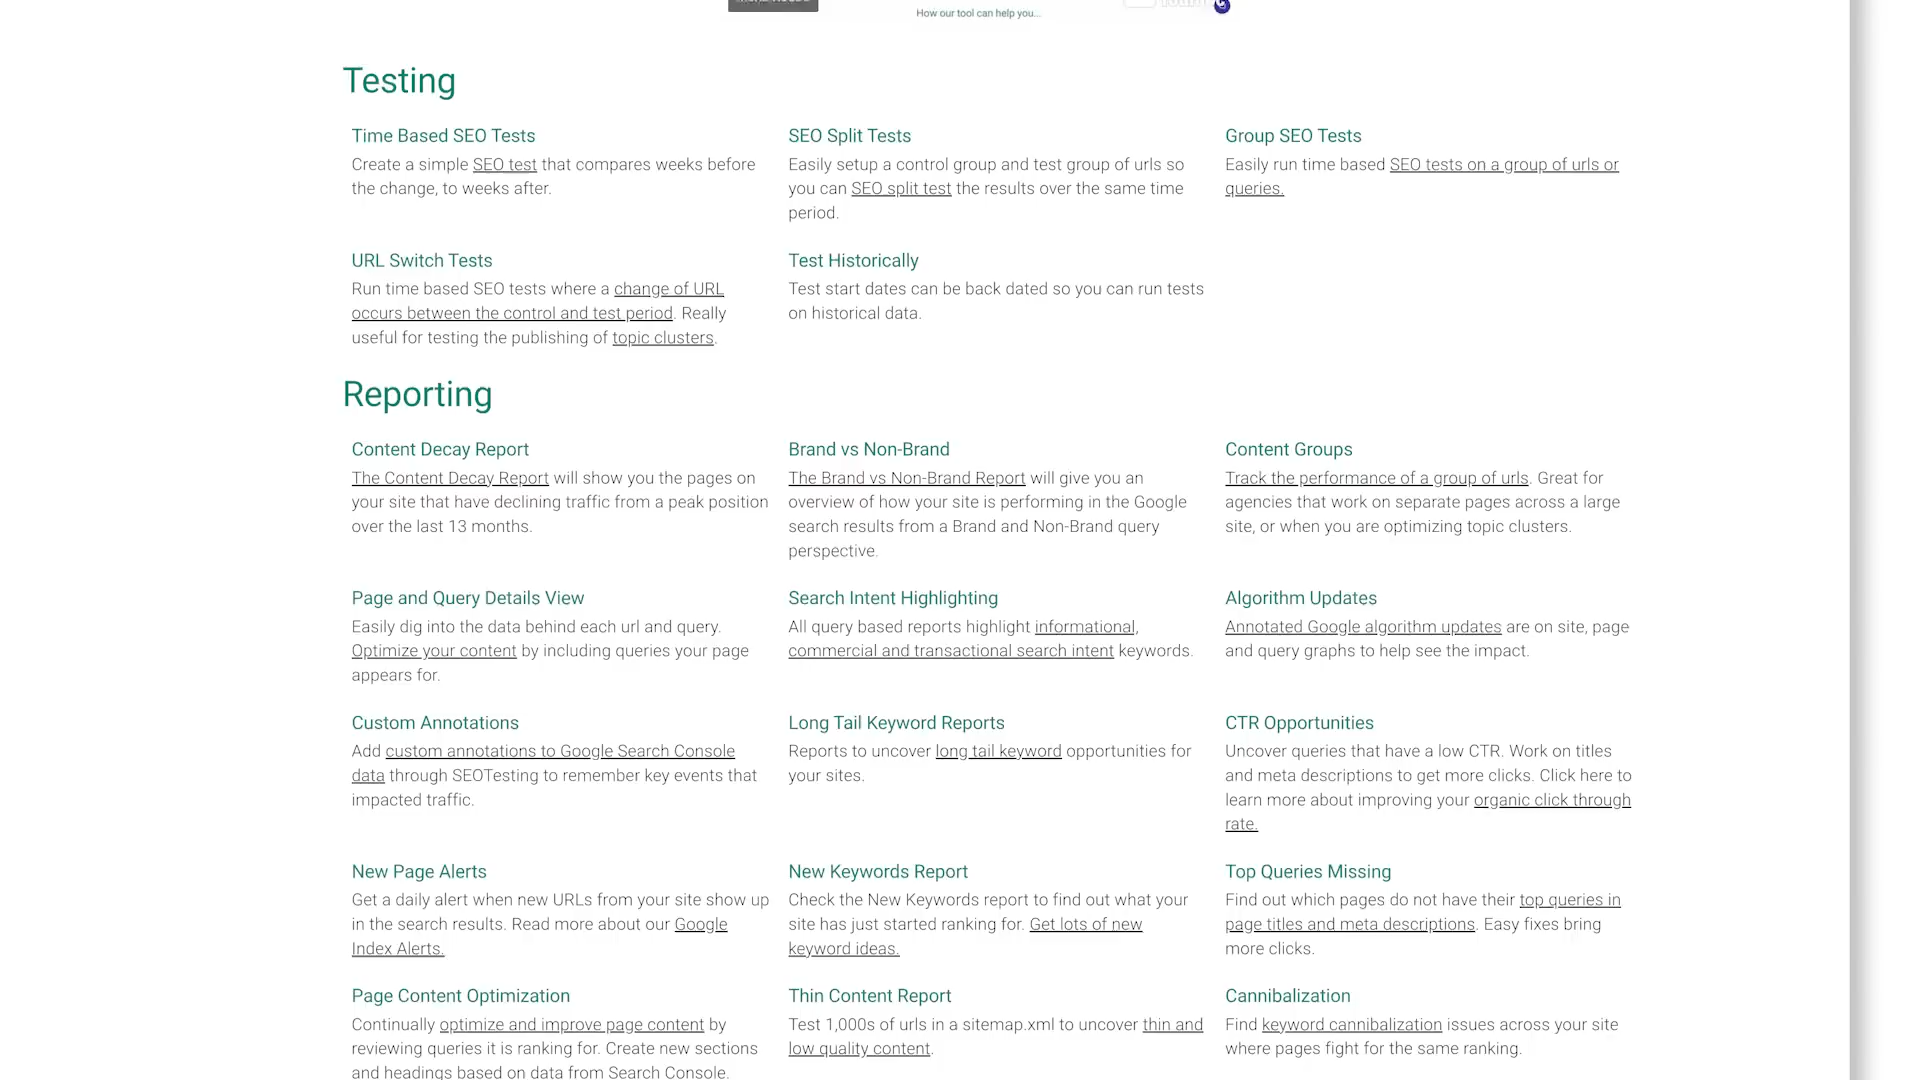 How our tool can help you...
Testing
Time Based SEO Tests
Create a simple SEO test that compares weeks before
the change, to weeks after.
SEO Split Tests
Easily setup a control group and test group of urls so
you can SEO split test the results over the same time
period.
Group SEO Tests
Easily run time based SEO tests on a group of urls or
queries.
URL Switch Tests
Run time based SEO tests where a change of URL
occurs between the control and test period. Really
useful for testing the publishing of topic clusters.
Test Historically
Test start dates can be back dated so you can run tests
on historical data.
Reporting
Content Decay Report
The Content Decay Report will show you the pages on
your site that have declining traffic from a peak position
over the last 13 months.
Brand vs Non-Brand
The Brand vs Non-Brand Report will give you an
overview of how your site is performing in the Google
search results from a Brand and Non-Brand query
perspective.
Content Groups
Track the performance of a group of urls. Great for
agencies that work on separate pages across a large
site, or when you are optimizing topic clusters.
Page and Query Details View
Easily dig into the data behind each url and query.
Optimize your content by including queries your page
appears for.
Search Intent Highlighting
All query based reports highlight informational,
commercial and transactional search intent keywords.
Algorithm Updates
Annotated Google algorithm updates are on site, page
and query graphs to help see the impact.
Custom Annotations
Add custom annotations to Google Search Console
data through SEOTesting to remember key events that
impacted traffic.
Long Tail Keyword Reports
Reports to uncover long tail keyword opportunities for
your sites.
CTR Opportunities
Uncover queries that have a low CTR. Work on titles
and meta descriptions to get more clicks. Click here to
learn more about improving your organic click through
rate.
New Page Alerts
Get a daily alert when new URLs from your site show up
in the search results. Read more about our Google
Index Alerts.
New Keywords Report
Check the New Keywords report to find out what your
site has just started ranking for. Get lots of new
keyword ideas.
Top Queries Missing
Find out which pages do not have their top queries in
page titles and meta descriptions. Easy fixes bring
more clicks.
Page Content Optimization
Continually optimize and improve page content by
reviewing queries it is ranking for. Create new sections
and headings based on data from Search Console.
Thin Content Report
Test 1,000s of urls in a sitemap.xml to uncover thin and
low quality content.
Cannibalization
Find keyword cannibalization issues across your site
where pages fight for the same ranking.